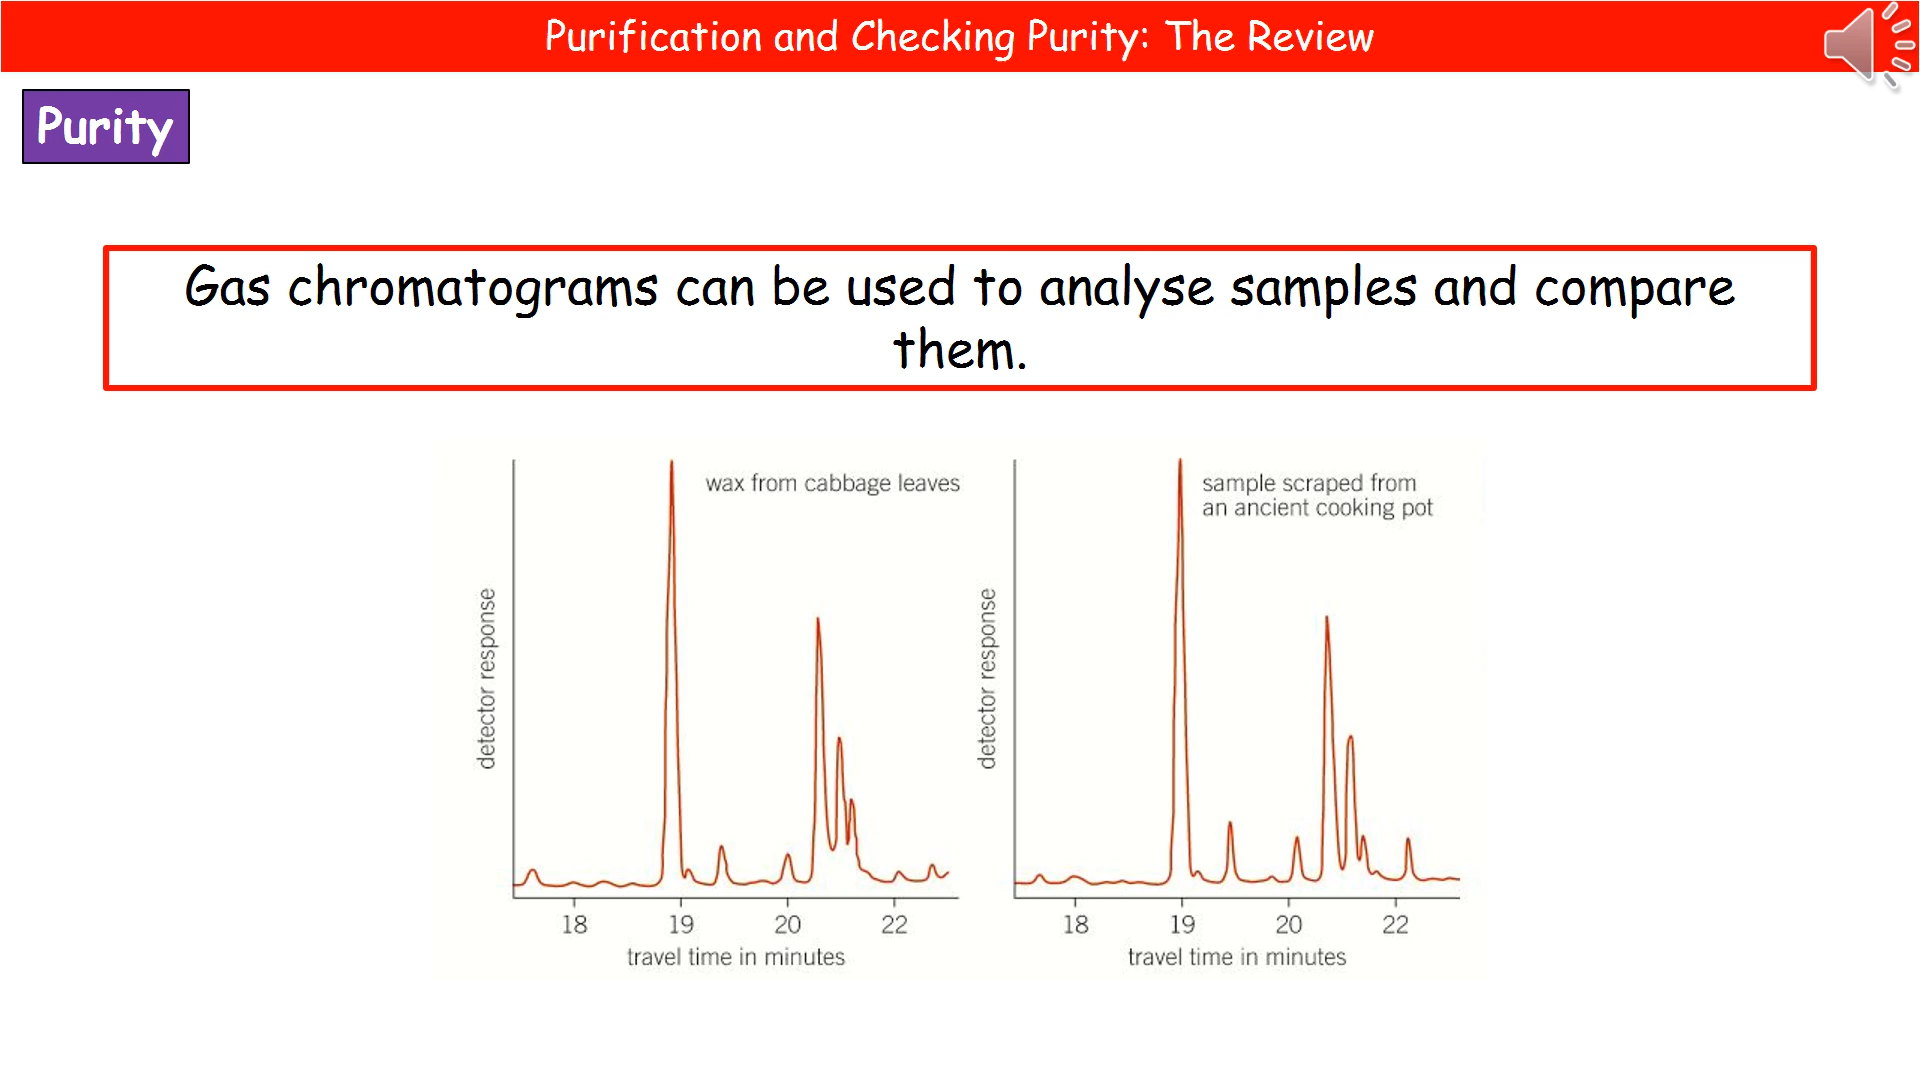 Purification and Checking Purity: The Review
Purity
Gas chromatograms can be used to analyse samples and compare
them.
wax from cabbage leaves
detector response
18 19 20 22
travel time in minutes
sample scraped from
an ancient cooking pot
detector response
18 19 20 22
travel time in minutes